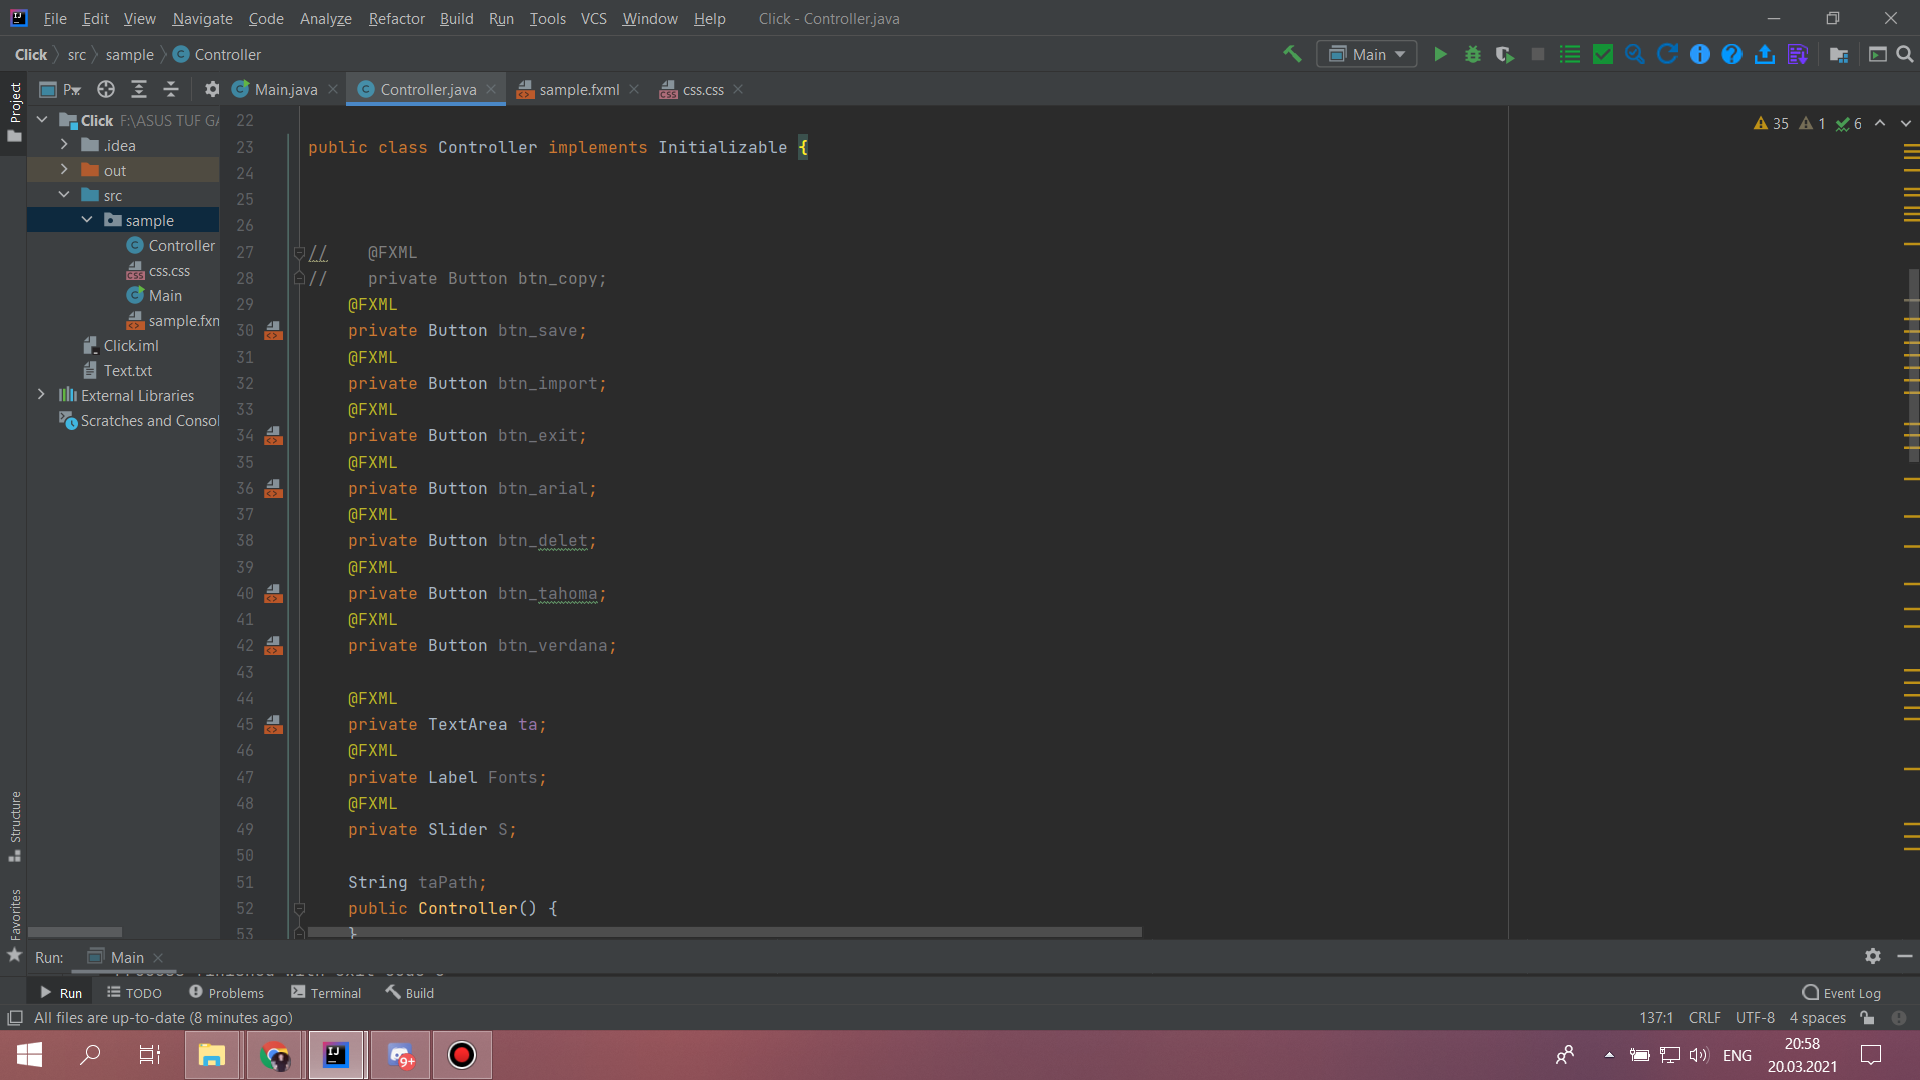 File Edit View Navigate Code Analyze Refactor Build Run Tools VCS Window Help Click - Controller.java
Click src sample Controller
Main
Project
P
Main.java
Controller.java
sample.fxml
css.css
Click F:\ASUS TUF GA
.idea
out
src
sample
Controller
css.css
Main
sample.fxm
Click.iml
Text.txt
External Libraries
Scratches and Consol
35 1 6
22
23 public class Controller implements Initializable {
24
25
26
27 // @FXML
28 // private Button btn_copy;
29 @FXML
30 private Button btn_save;
31 @FXML
32 private Button btn_import;
33 @FXML
34 private Button btn_exit;
35 @FXML
36 private Button btn_arial;
37 @FXML
38 private Button btn_delet;
39 @FXML
40 private Button btn_tahoma;
41 @FXML
42 private Button btn_verdana;
43
44 @FXML
45 private TextArea ta;
46 @FXML
47 private Label Fonts;
48 @FXML
49 private Slider S;
50
51 String taPath;
52 public Controller() {
53 }
Structure
Favorites
Run: Main
Process finished with exit code 0
Run TODO Problems Terminal Build Event Log
All files are up-to-date (8 minutes ago) 137:1 CRLF UTF-8 4 spaces
9+
ENG
20:58
20.03.2021